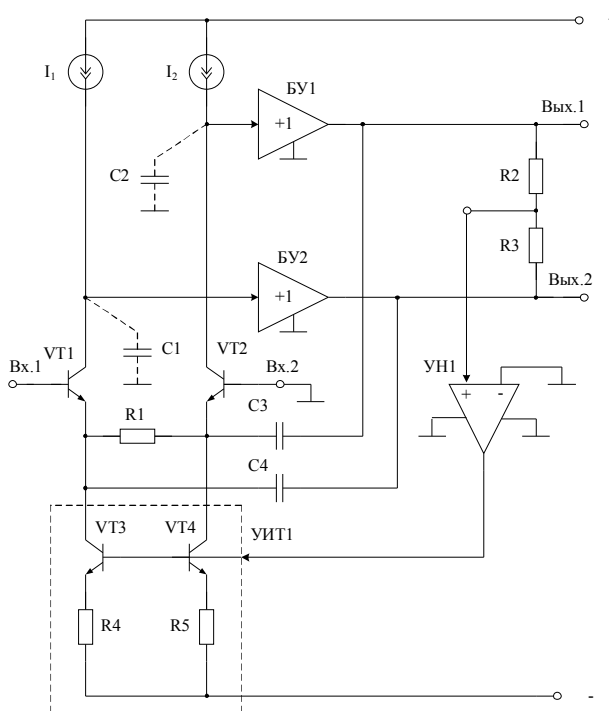 I₁
I₂
БУ1
+1
Вых.1
C2
R2
R3
БУ2
+1
Вых.2
C1
VT1
VT2
Вх.1
Вх.2
УН1
+ -
R1
C3
C4
VT3
VT4
УИТ1
R4
R5
-